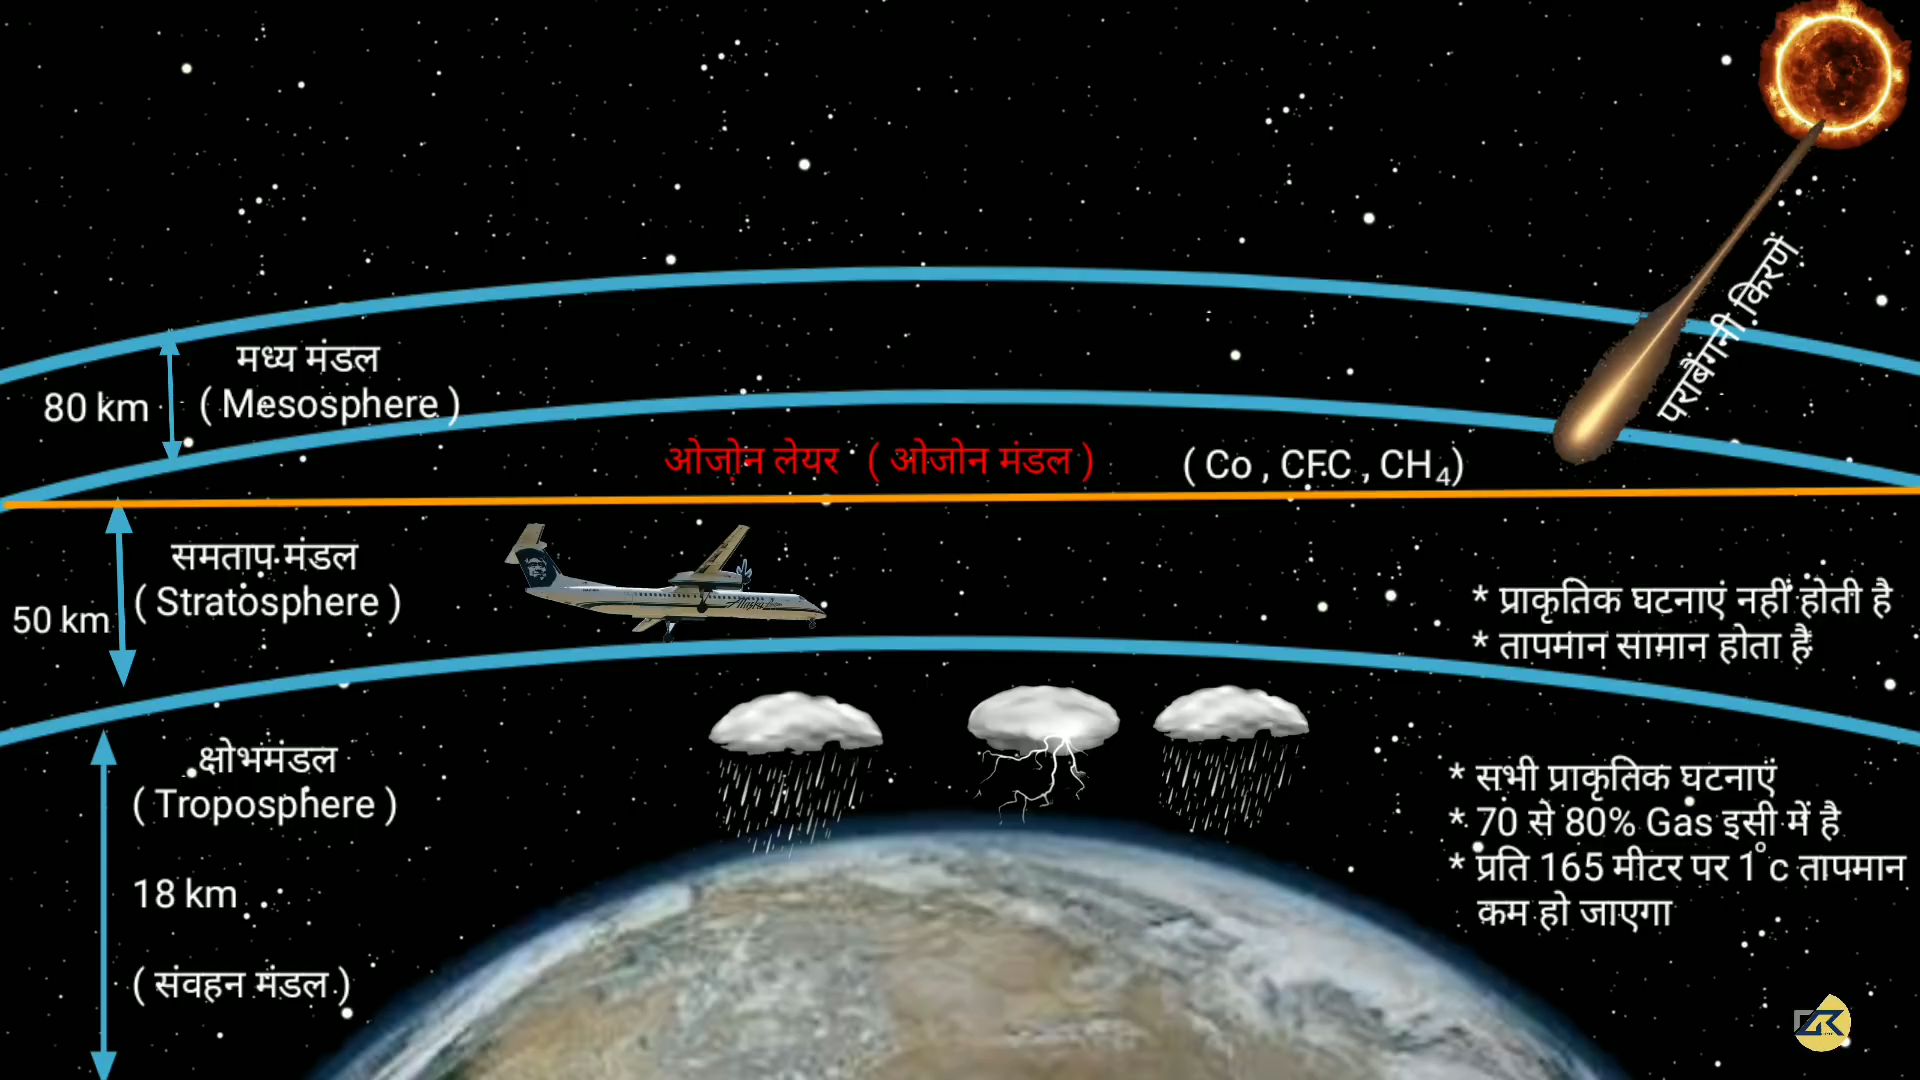 पराबैंगनी किरणें
मध्य मंडल
( Mesosphere )
80 km
ओजोन लेयर ( ओजोन मंडल ) ( Co , CFC , CH₄)
समताप मंडल
( Stratosphere )
50 km
* प्राकृतिक घटनाएं नहीं होती है
* तापमान सामान होता है
क्षोभमंडल
( Troposphere )
18 km
( संवहन मंडल )
* सभी प्राकृतिक घटनाएं
* 70 से 80% Gas इसी में है
* प्रति 165 मीटर पर 1°c तापमान
कम हो जाएगा
Alaska